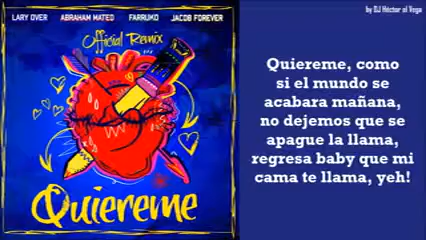 LARY OVER   ABRAHAM MATEO   FARRUKO   JACOB FOREVER
Official Remix
Quiereme
by DJ Héctor el Vega
Quiereme, como
si el mundo se
acabara mañana,
no dejemos que se
apague la llama,
regresa baby que mi
cama te llama, yeh!